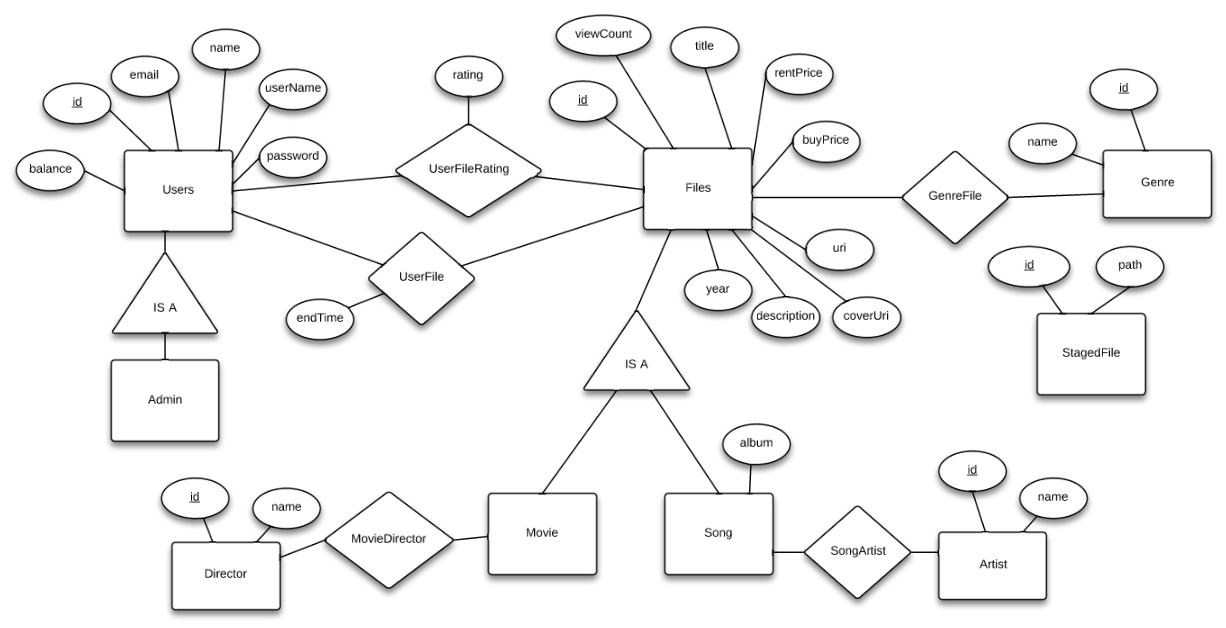 viewCount
title
name
email
rating
rentPrice
id
userName
id
id
buyPrice
name
balance
password
Users
UserFileRating
Files
GenreFile
Genre
uri
id
path
UserFile
year
IS A
endTime
description
coverUri
StagedFile
IS A
Admin
album
id
name
id
name
MovieDirector
Movie
Song
SongArtist
Artist
Director